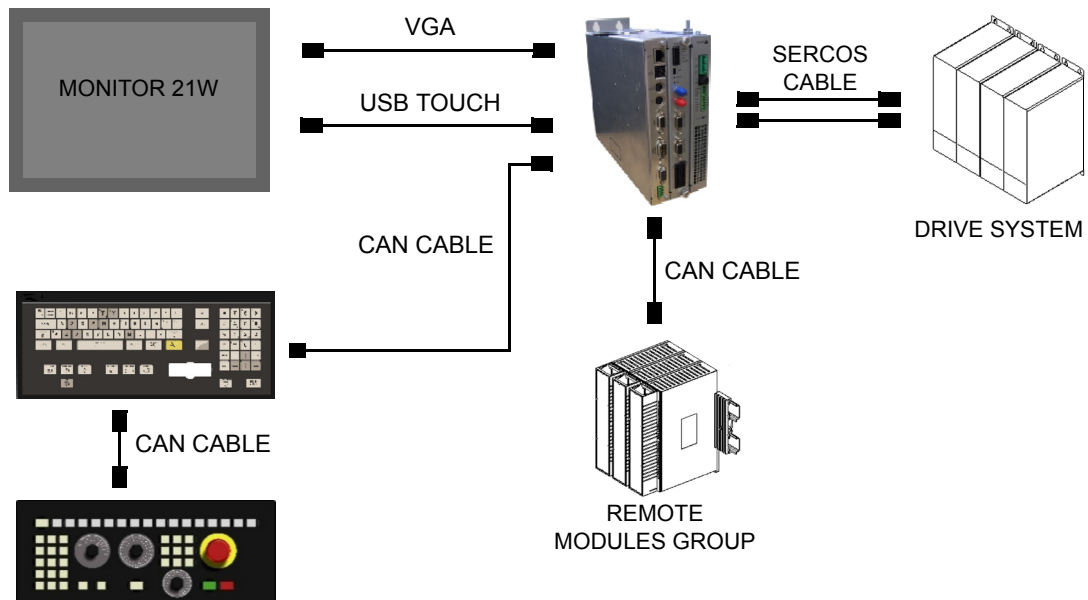 MONITOR 21W
VGA
USB TOUCH
SERCOS
CABLE
DRIVE SYSTEM
CAN CABLE
CAN CABLE
CAN CABLE
REMOTE
MODULES GROUP